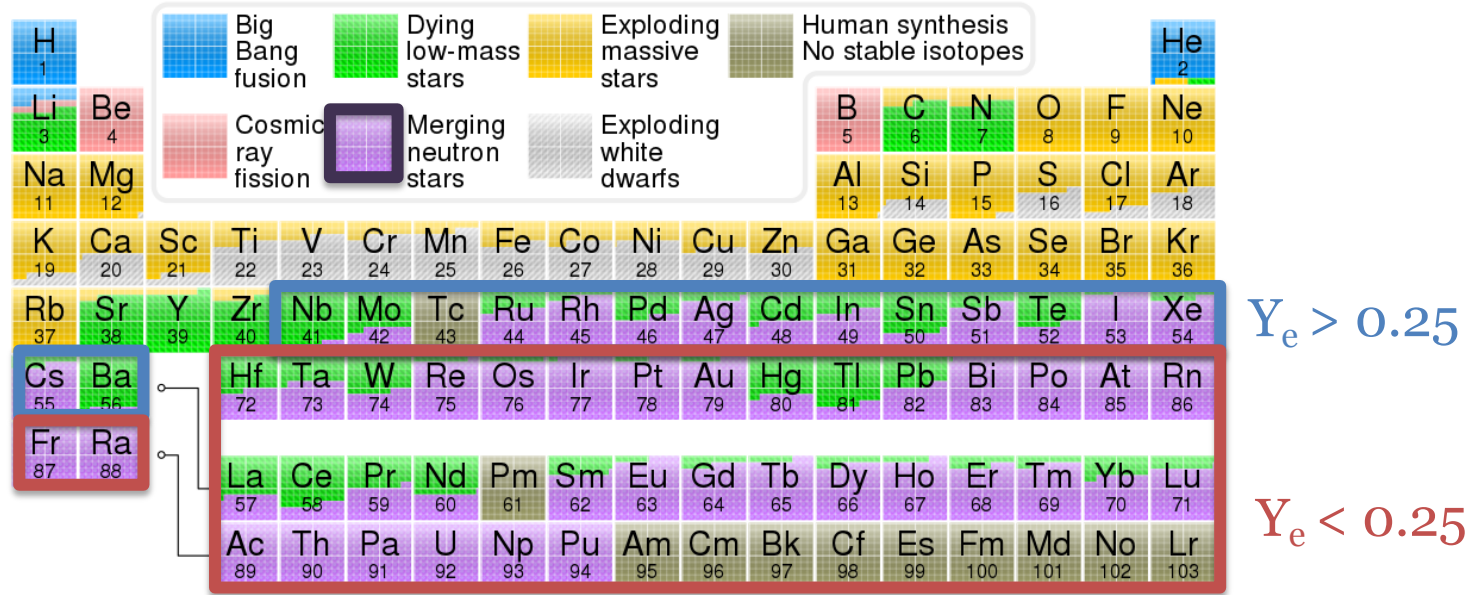 Big Bang fusion
Dying low-mass stars
Exploding massive stars
Human synthesis
No stable isotopes
Cosmic ray fission
Merging neutron stars
Exploding white dwarfs
H He
1 2
Li Be B C N O F Ne
3 4 5 6 7 8 9 10
Na Mg Al Si P S Cl Ar
11 12 13 14 15 16 17 18
K Ca Sc Ti V Cr Mn Fe Co Ni Cu Zn Ga Ge As Se Br Kr
19 20 21 22 23 24 25 26 27 28 29 30 31 32 33 34 35 36
Rb Sr Y Zr Nb Mo Tc Ru Rh Pd Ag Cd In Sn Sb Te I Xe
37 38 39 40 41 42 43 44 45 46 47 48 49 50 51 52 53 54
Y_e > 0.25
Cs Ba Hf Ta W Re Os Ir Pt Au Hg Tl Pb Bi Po At Rn
55 56 72 73 74 75 76 77 78 79 80 81 82 83 84 85 86
Fr Ra
87 88
La Ce Pr Nd Pm Sm Eu Gd Tb Dy Ho Er Tm Yb Lu
57 58 59 60 61 62 63 64 65 66 67 68 69 70 71
Y_e < 0.25
Ac Th Pa U Np Pu Am Cm Bk Cf Es Fm Md No Lr
89 90 91 92 93 94 95 96 97 98 99 100 101 102 103